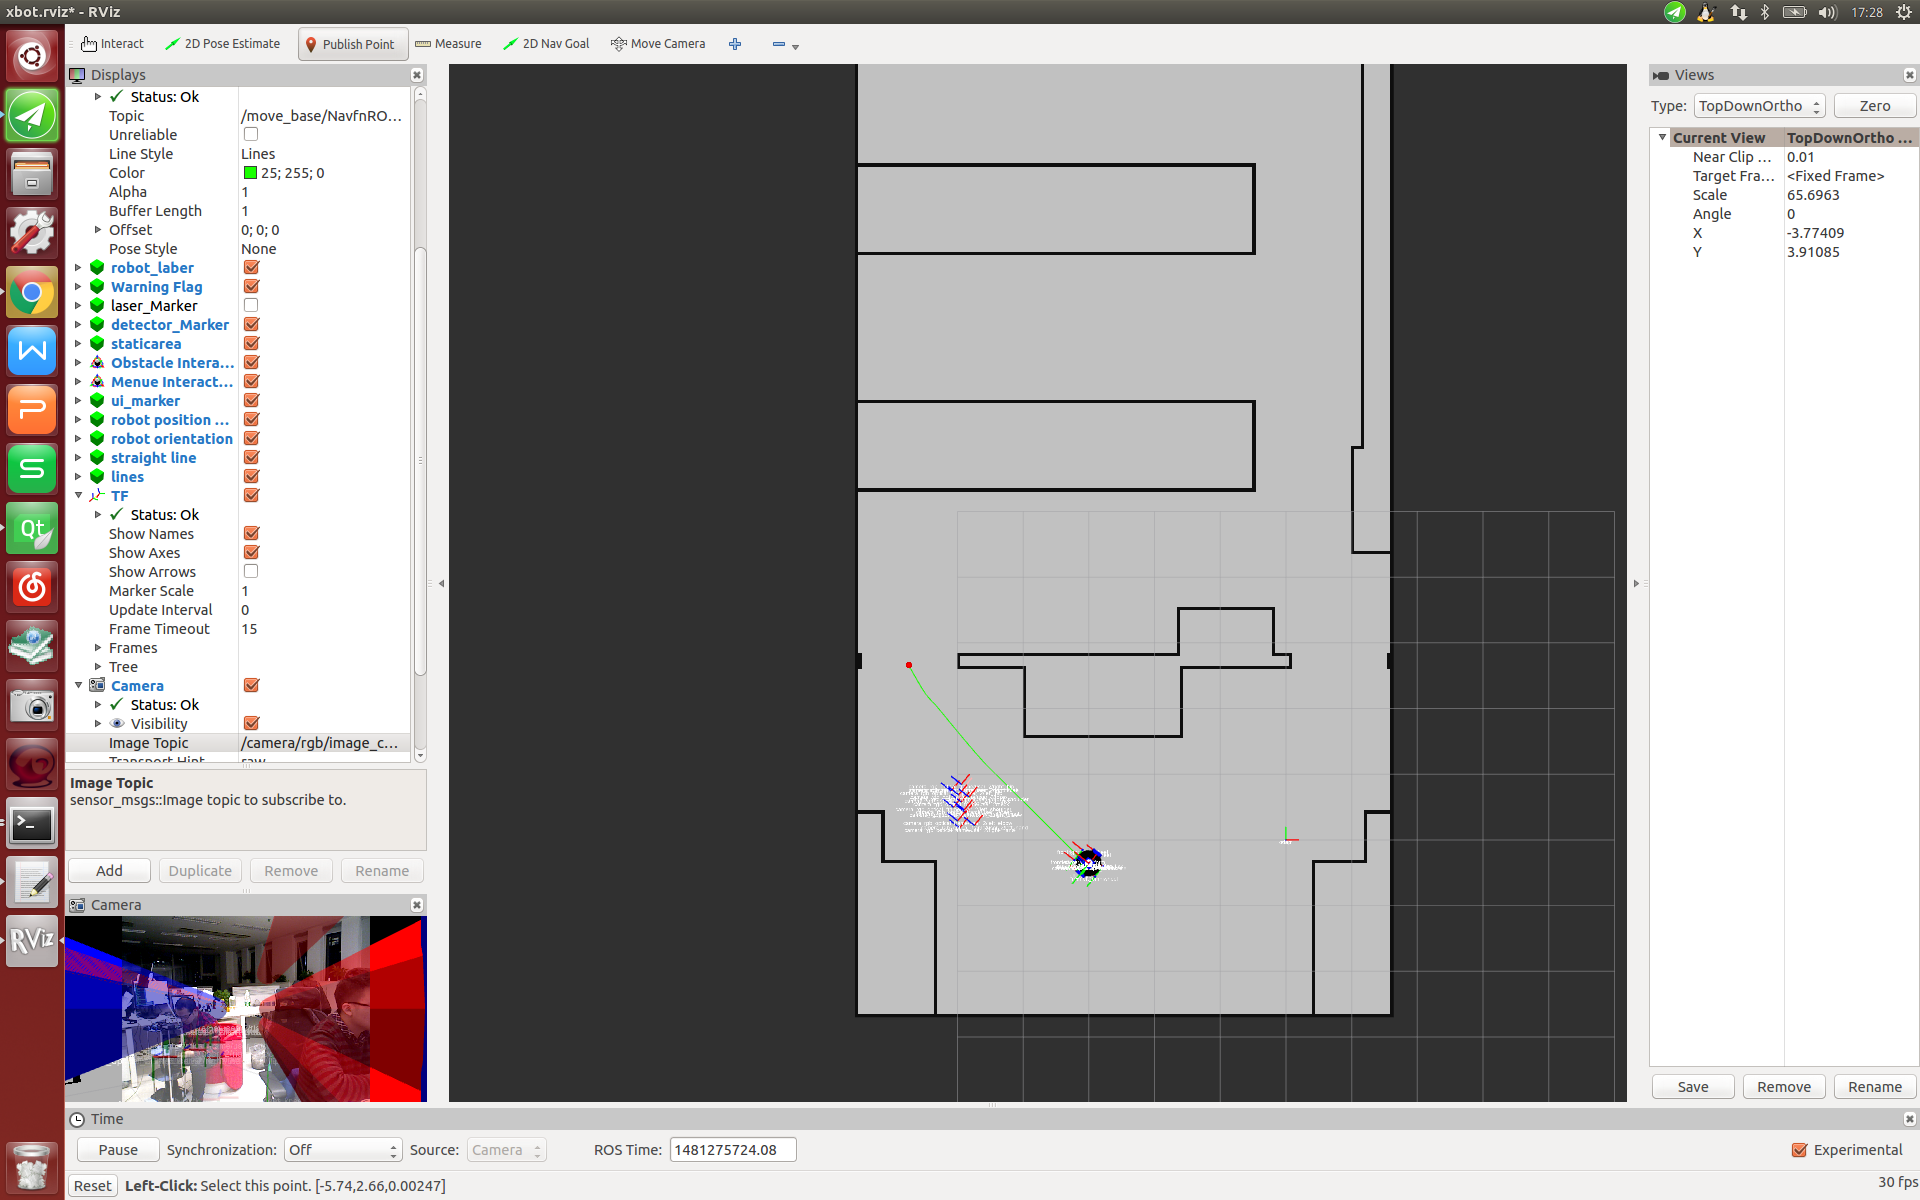 xbot.rviz* - RViz
17:28
Interact
2D Pose Estimate
Publish Point
Measure
2D Nav Goal
Move Camera
Displays
Status: Ok
Topic /move_base/NavfnRO...
Unreliable
Line Style Lines
Color 25; 255; 0
Alpha 1
Buffer Length 1
Offset 0; 0; 0
Pose Style None
robot_laber
Warning Flag
laser_Marker
detector_Marker
staticarea
Obstacle Intera...
Menue Interact...
ui_marker
robot position ...
robot orientation
straight line
lines
TF
Status: Ok
Show Names
Show Axes
Show Arrows
Marker Scale 1
Update Interval 0
Frame Timeout 15
Frames
Tree
Camera
Status: Ok
Visibility
Image Topic /camera/rgb/image_c...
Transport Hint raw
Image Topic
sensor_msgs::Image topic to subscribe to.
Add
Duplicate
Remove
Rename
Camera
Qt
RViz
Views
Type: TopDownOrtho
Zero
Current View TopDownOrtho ...
Near Clip ... 0.01
Target Fra... <Fixed Frame>
Scale 65.6963
Angle 0
X -3.77409
Y 3.91085
Save
Remove
Rename
Time
Pause
Synchronization: Off
Source: Camera
ROS Time: 1481275724.08
Experimental
Reset
Left-Click: Select this point. [-5.74,2.66,0.00247]
30 fps